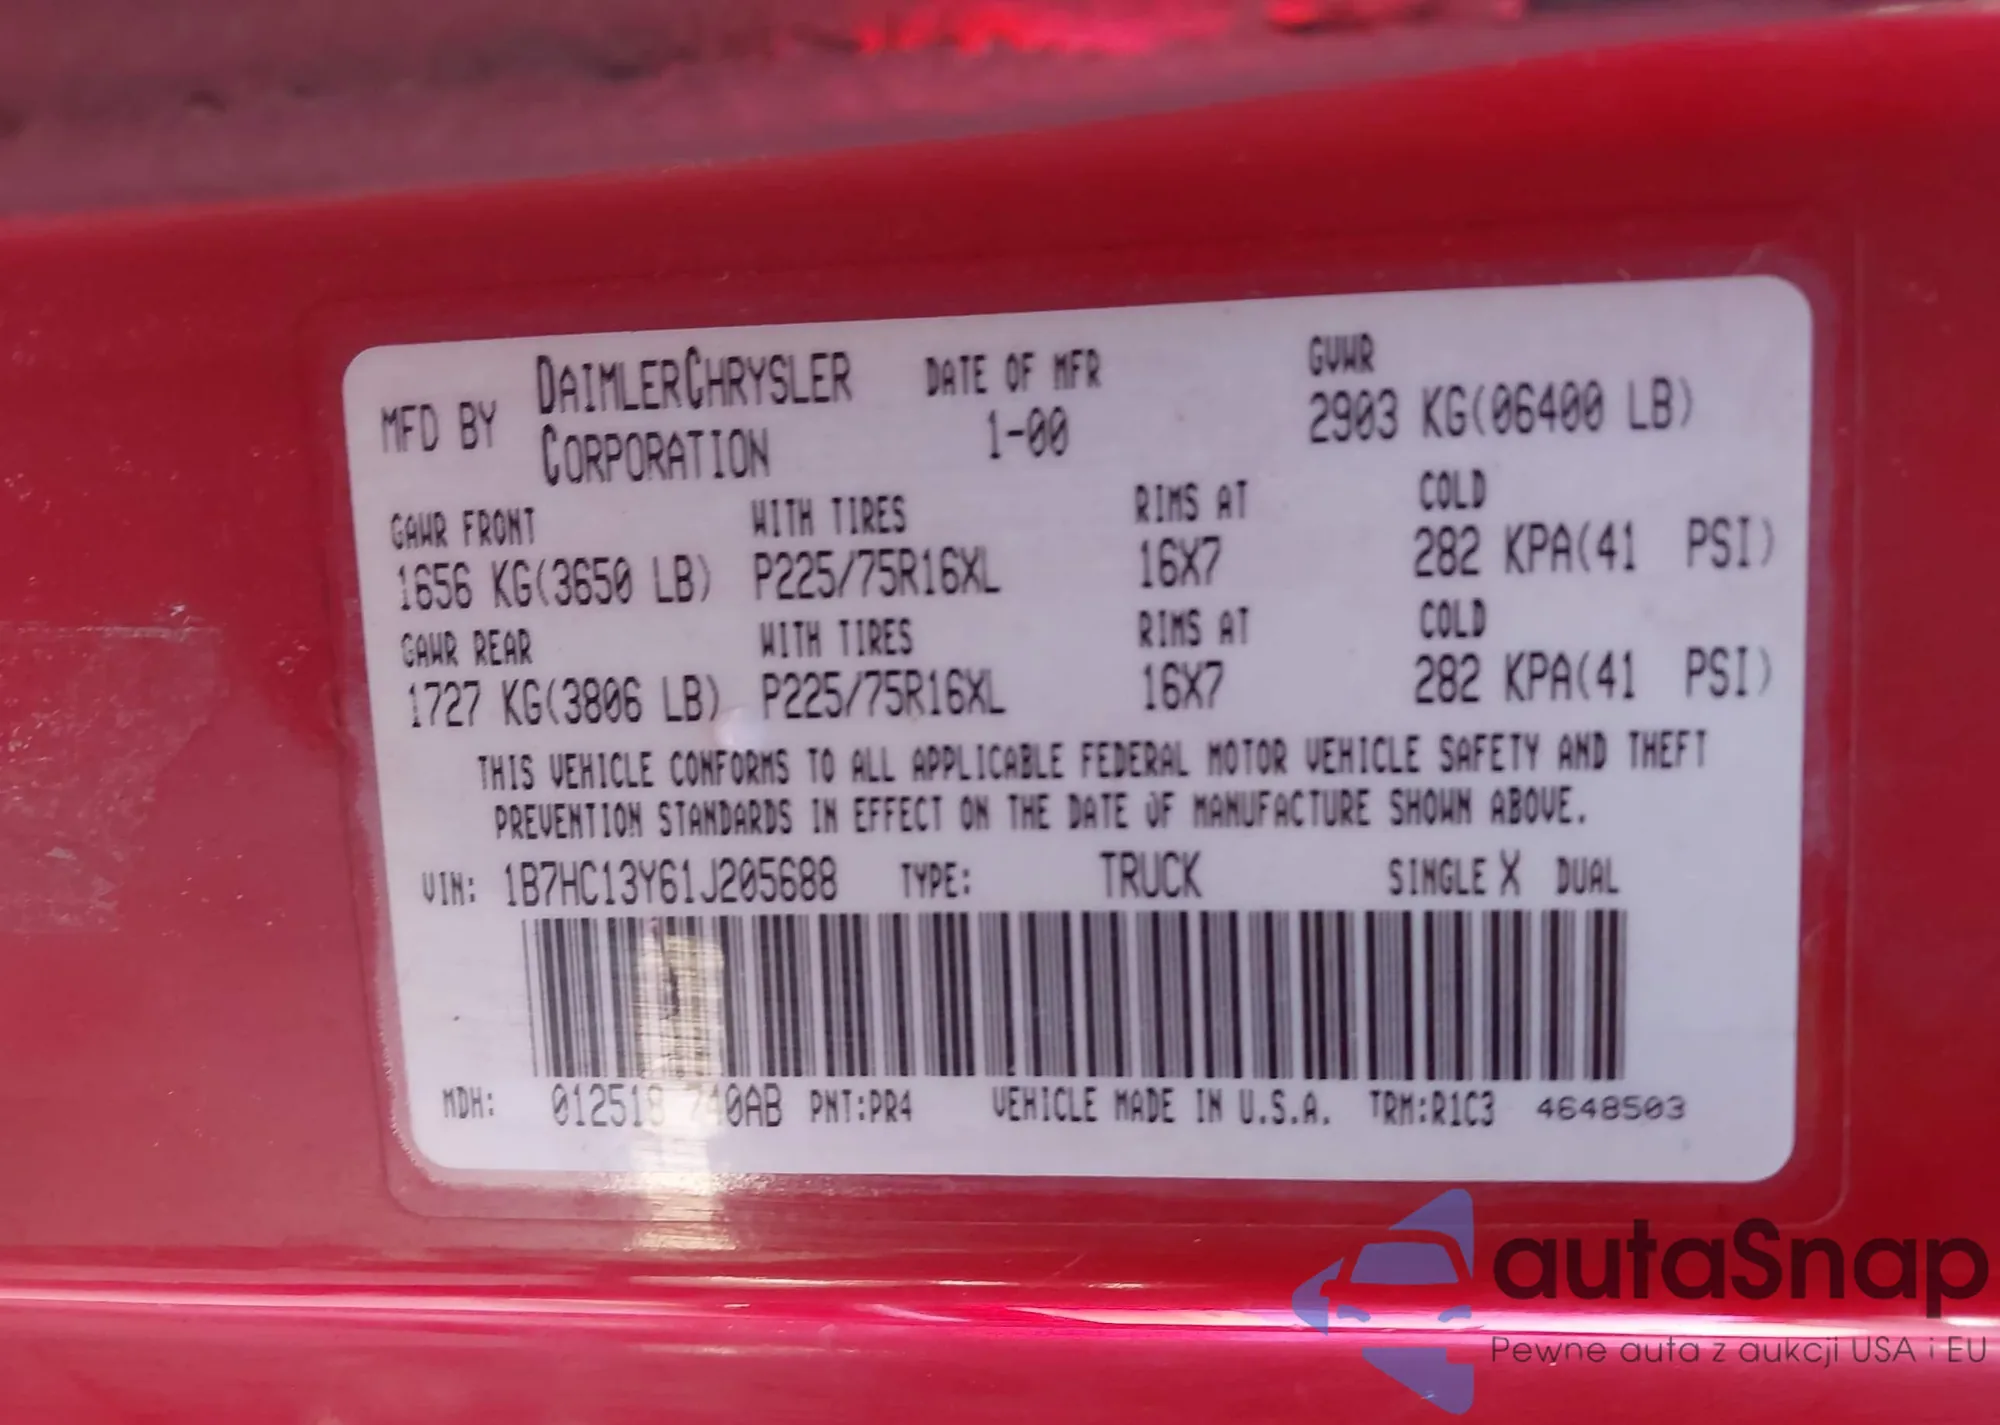 MFD BY DAIMLERCHRYSLER CORPORATION DATE OF MFR 1-00 GVWR 2903 KG(06400 LB)
GAWR FRONT WITH TIRES RIMS AT COLD
1656 KG(3650 LB) P225/75R16XL 16X7 282 KPA(41 PSI)
GAWR REAR WITH TIRES RIMS AT COLD
1727 KG(3806 LB) P225/75R16XL 16X7 282 KPA(41 PSI)
THIS VEHICLE CONFORMS TO ALL APPLICABLE FEDERAL MOTOR VEHICLE SAFETY AND THEFT
PREVENTION STANDARDS IN EFFECT ON THE DATE OF MANUFACTURE SHOWN ABOVE.
VIN: 1B7HC13Y61J205688 TYPE: TRUCK SINGLE X DUAL
MDH: 012518 740AB PNT:PR4 VEHICLE MADE IN U.S.A. TRM:R1C3 4648503
autaSnap
Pewne auta z aukcji USA i EU